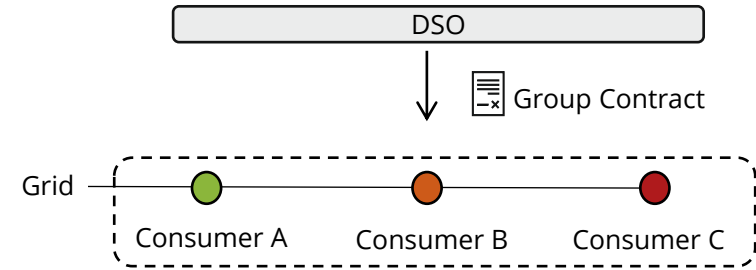 DSO
Group Contract
Grid
Consumer A
Consumer B
Consumer C